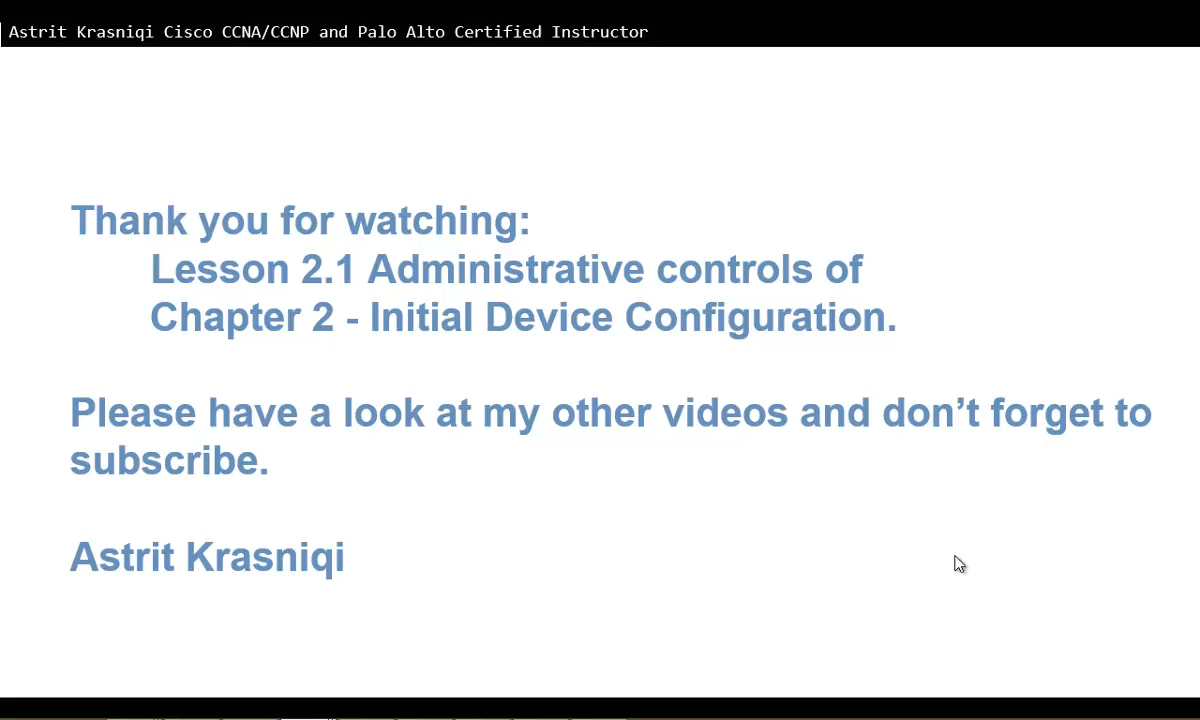 Astrit Krasniqi Cisco CCNA/CCNP and Palo Alto Certified Instructor
Thank you for watching:
Lesson 2.1 Administrative controls of
Chapter 2 - Initial Device Configuration.
Please have a look at my other videos and don’t forget to
subscribe.
Astrit Krasniqi